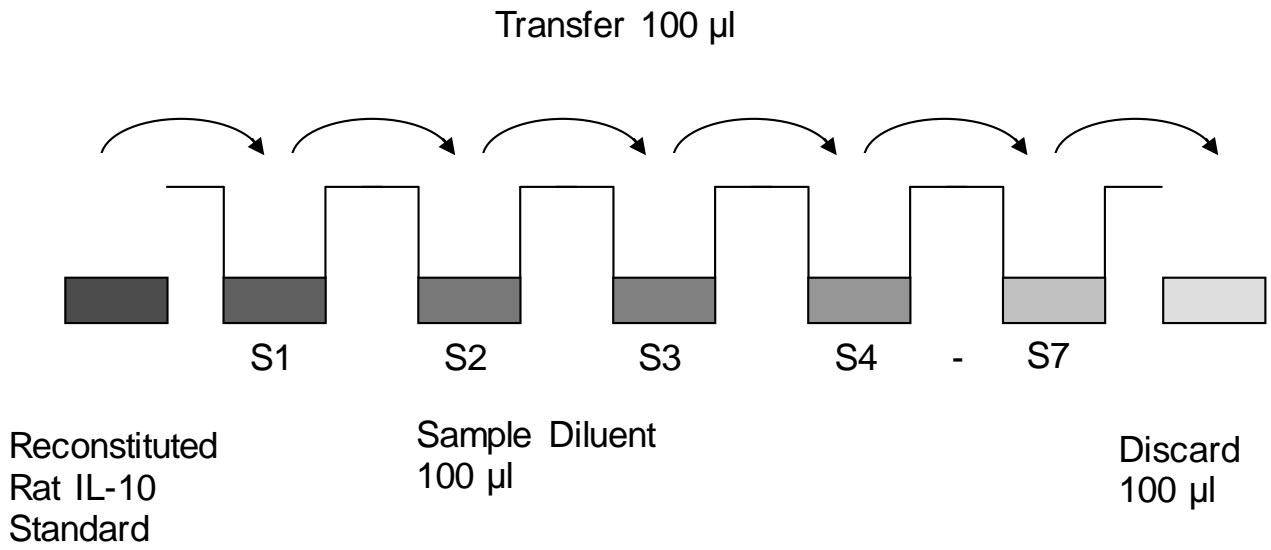 Transfer 100 µl
S1 S2 S3 S4 - S7
Reconstituted
Rat IL-10
Standard
Sample Diluent
100 µl
Discard
100 µl